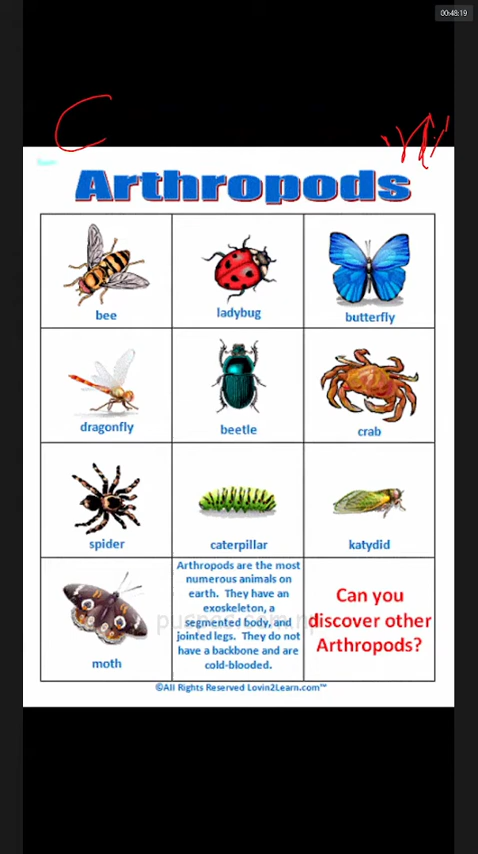 00:48:19
Arthropods
bee
ladybug
butterfly
dragonfly
beetle
crab
spider
caterpillar
katydid
moth
Arthropods are the most
numerous animals on
earth. They have an
exoskeleton, a
segmented body, and
jointed legs. They do not
have a backbone and are
cold-blooded.
Can you
discover other
Arthropods?
©All Rights Reserved Lovin2Learn.com™